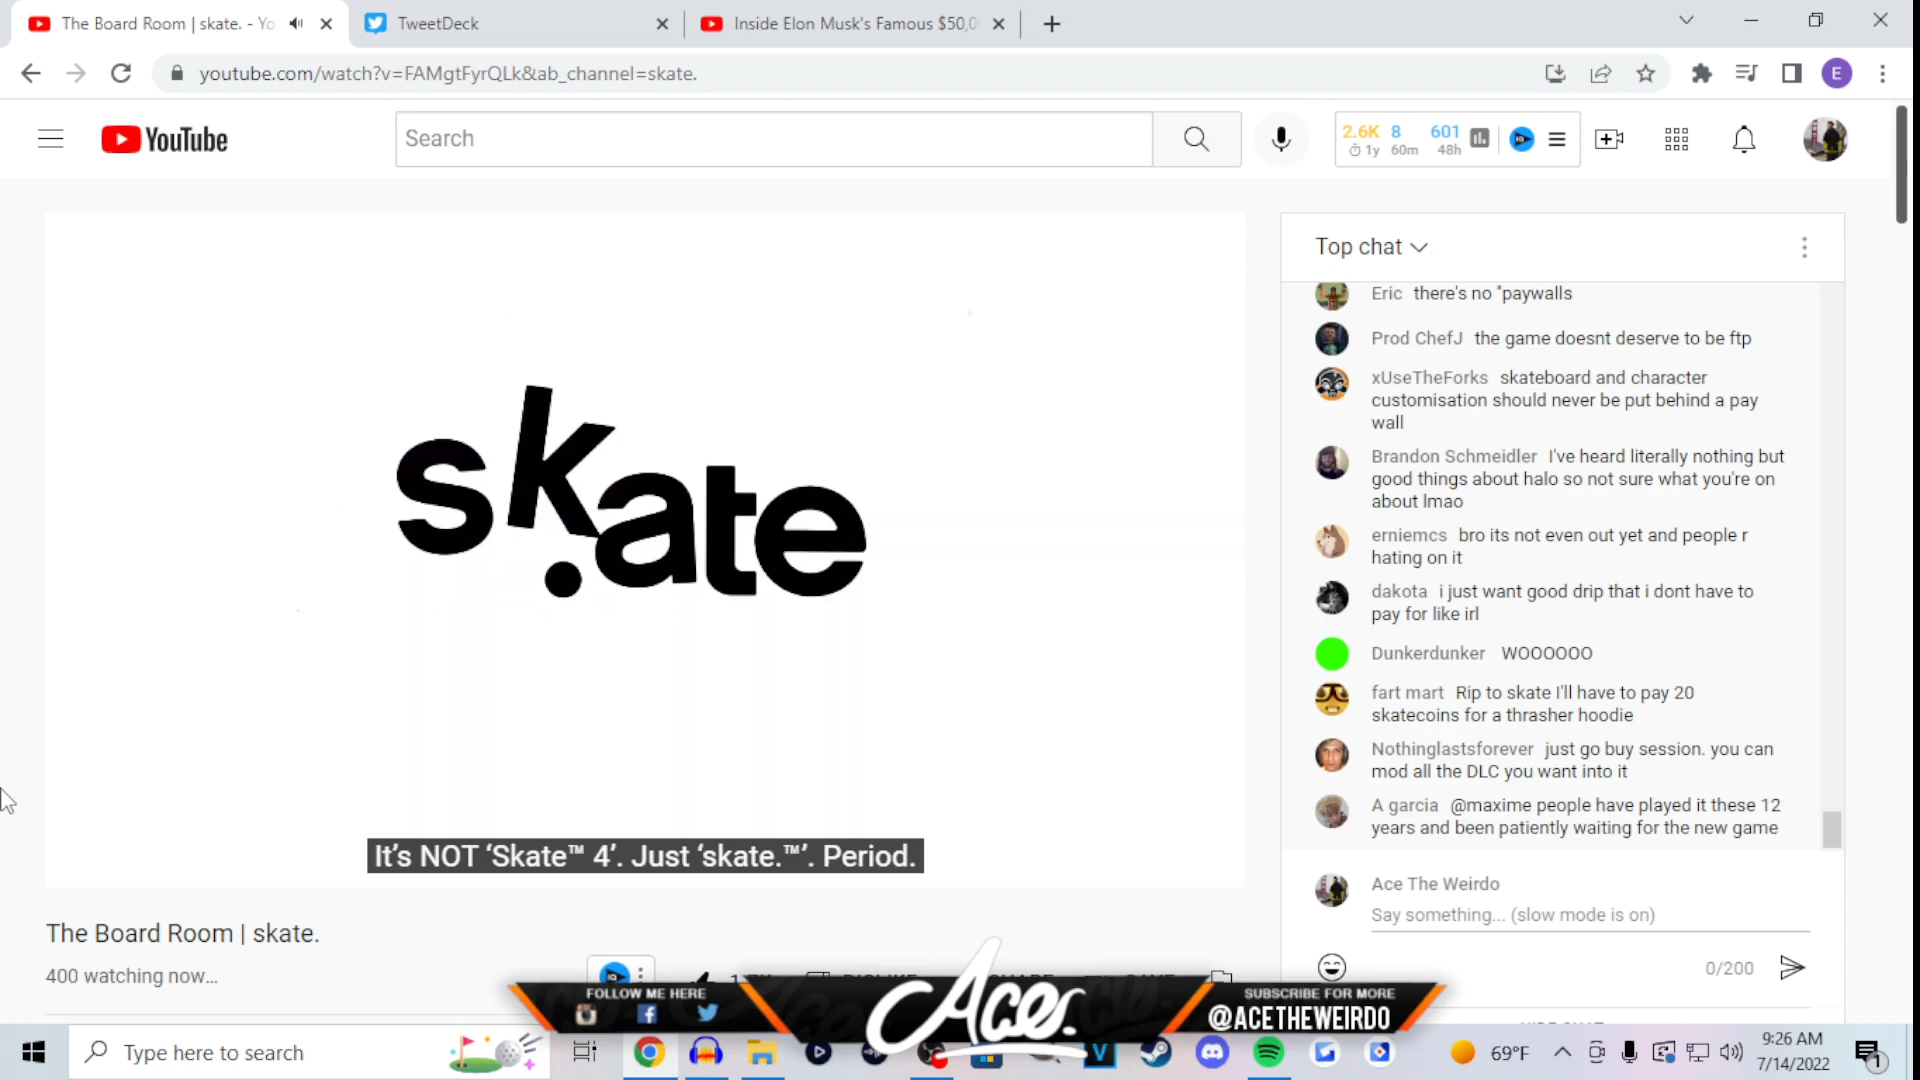 The Board Room | skate. - Yo
TweetDeck
Inside Elon Musk's Famous $50,0
youtube.com/watch?v=FAMgtFyrQLk&ab_channel=skate.
E
YouTube
Search
2.6K 8 601
1y 60m 48h
Top chat
Eric there's no "paywalls
Prod ChefJ the game doesnt deserve to be ftp
xUseTheForks skateboard and character
customisation should never be put behind a pay
wall
Brandon Schmeidler I've heard literally nothing but
good things about halo so not sure what you're on
about lmao
erniemcs bro its not even out yet and people r
hating on it
dakota i just want good drip that i dont have to
pay for like irl
Dunkerdunker WOOOOOO
fart mart Rip to skate I'll have to pay 20
skatecoins for a thrasher hoodie
Nothinglastsforever just go buy session. you can
mod all the DLC you want into it
A garcia @maxime people have played it these 12
years and been patiently waiting for the new game
Ace The Weirdo
Say something... (slow mode is on)
0/200
sk.ate
It's NOT 'Skate™ 4'. Just 'skate.™'. Period.
The Board Room | skate.
400 watching now...
FOLLOW ME HERE
Ace.
SUBSCRIBE FOR MORE
@ACETHEWEIRDO
Type here to search
69°F
9:26 AM
7/14/2022
1